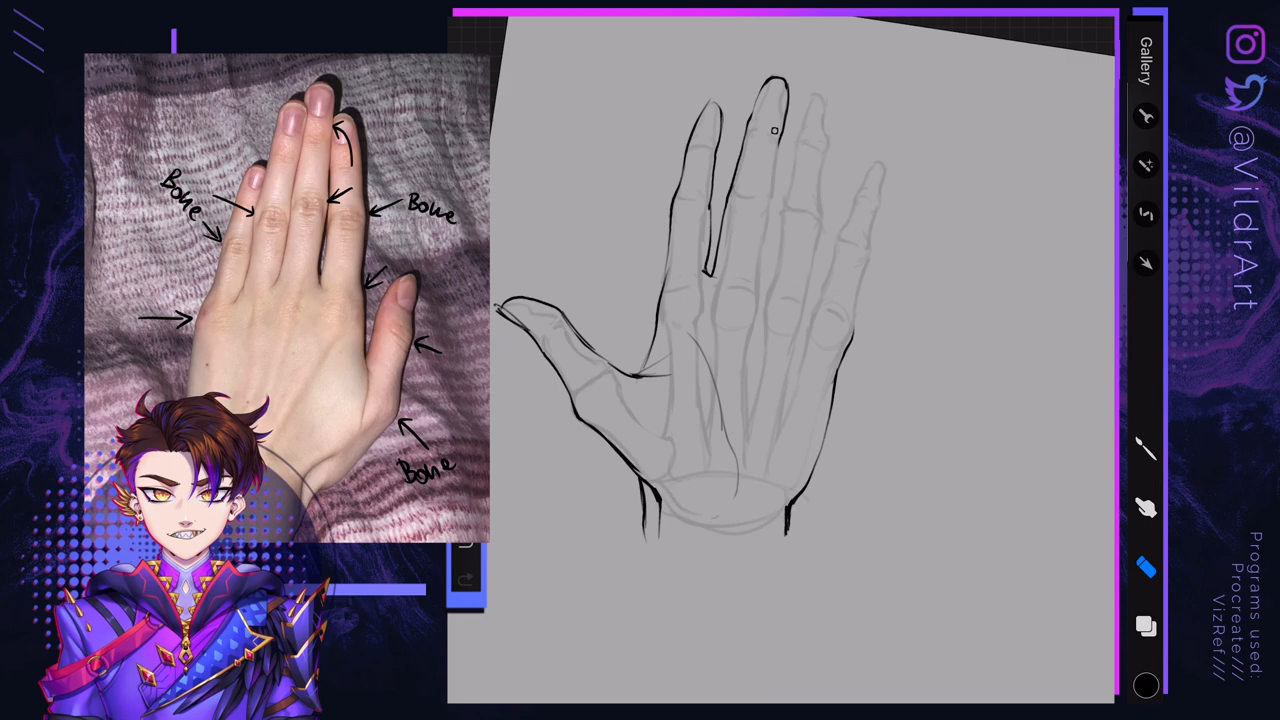 Bone
Bone
Bone
Gallery
@VildrArt
Programs used:
Procreate///
VizRef///